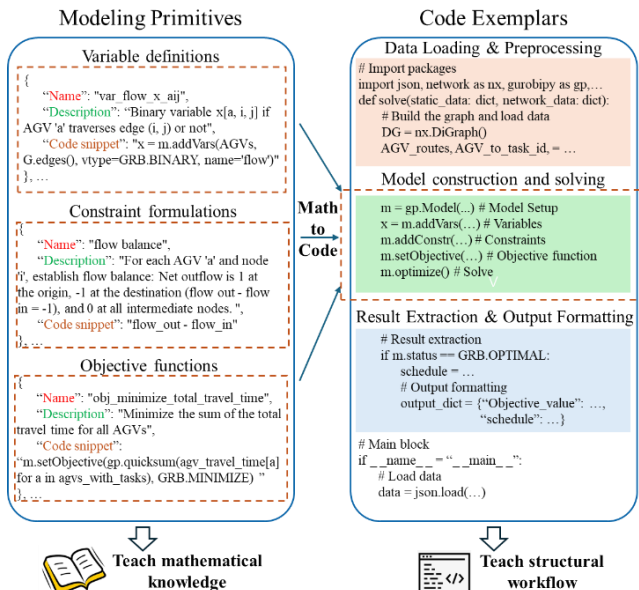 Modeling Primitives
Variable definitions
{
“Name”: "var_flow_x_aij",
“Description”: “Binary variable x[a, i, j] if
AGV 'a' traverses edge (i, j) or not",
“Code snippet”: "x = m.addVars(AGVs,
G.edges(), vtype=GRB.BINARY, name='flow')"
}, …
Constraint formulations
{
“Name”: "flow balance",
“Description”: "For each AGV 'a' and node
'i', establish flow balance: Net outflow is 1 at
the origin, -1 at the destination (flow out - flow
in = -1), and 0 at all intermediate nodes. ",
“Code snippet”: "flow_out - flow_in"
}, …
Objective functions
{
“Name”: "obj_minimize_total_travel_time",
“Description”: "Minimize the sum of the total
travel time for all AGVs",
“Code snippet”:
“m.setObjective(gp.quicksum(agv_travel_time[a]
for a in agvs_with_tasks), GRB.MINIMIZE) ”
}, …
Teach mathematical
knowledge
Math
to
Code
Code Exemplars
Data Loading & Preprocessing
# Import packages
import json, network as nx, gurobipy as gp,…
def solve(static_data: dict, network_data: dict):
# Build the graph and load data
DG = nx.DiGraph()
AGV_routes, AGV_to_task_id, = …
Model construction and solving
m = gp.Model(...) # Model Setup
x = m.addVars(…) # Variables
m.addConstr(…) # Constraints
m.setObjective(…) # Objective function
m.optimize() # Solve
Result Extraction & Output Formatting
# Result extraction
if m.status == GRB.OPTIMAL:
schedule = …
# Output formatting
output_dict = {“Objective_value”: …,
“schedule”: …}
# Main block
if _ _name_ _ = “_ _main_ _”:
# Load data
data = json.load(…)
</> Teach structural
workflow